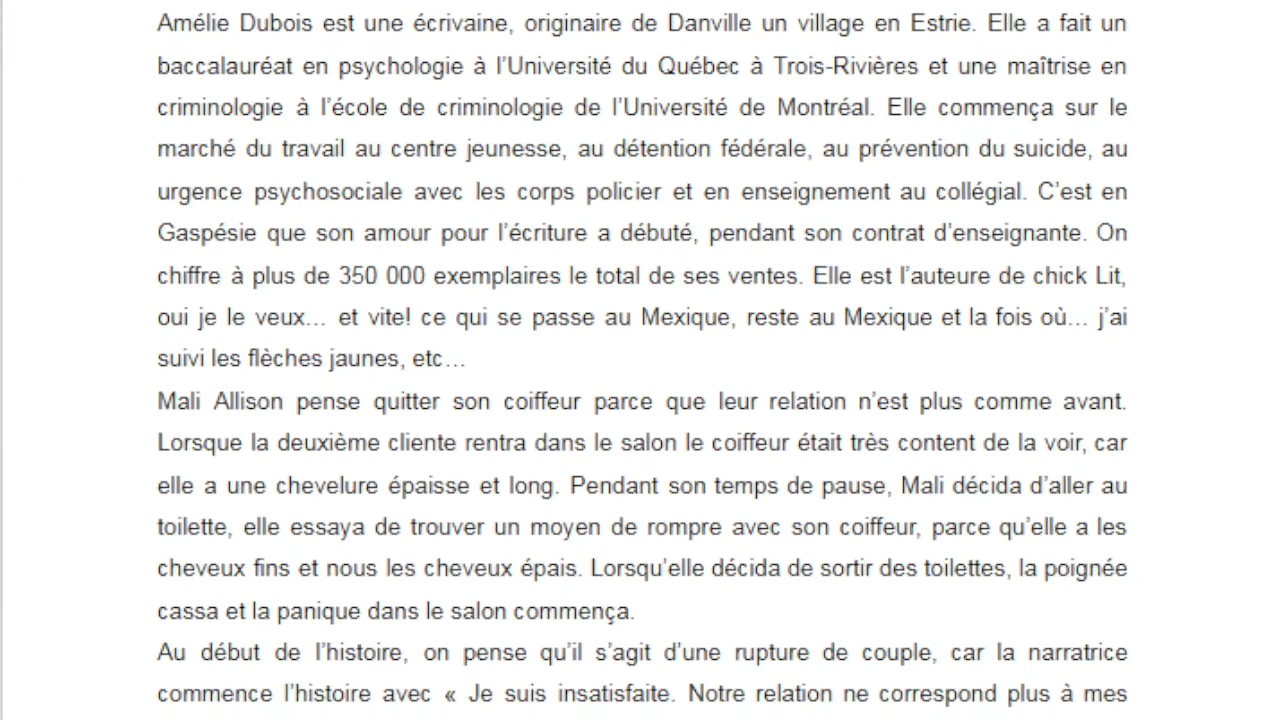 Amélie Dubois est une écrivaine, originaire de Danville un village en Estrie. Elle a fait un
baccalauréat en psychologie à l’Université du Québec à Trois-Rivières et une maîtrise en
criminologie à l’école de criminologie de l’Université de Montréal. Elle commença sur le
marché du travail au centre jeunesse, au détention fédérale, au prévention du suicide, au
urgence psychosociale avec les corps policier et en enseignement au collégial. C’est en
Gaspésie que son amour pour l’écriture a débuté, pendant son contrat d’enseignante. On
chiffre à plus de 350 000 exemplaires le total de ses ventes. Elle est l’auteure de chick Lit,
oui je le veux… et vite! ce qui se passe au Mexique, reste au Mexique et la fois où… j’ai
suivi les flèches jaunes, etc…
Mali Allison pense quitter son coiffeur parce que leur relation n’est plus comme avant.
Lorsque la deuxième cliente rentra dans le salon le coiffeur était très content de la voir, car
elle a une chevelure épaisse et long. Pendant son temps de pause, Mali décida d’aller au
toilette, elle essaya de trouver un moyen de rompre avec son coiffeur, parce qu’elle a les
cheveux fins et nous les cheveux épais. Lorsqu’elle décida de sortir des toilettes, la poignée
cassa et la panique dans le salon commença.
Au début de l’histoire, on pense qu’il s’agit d’une rupture de couple, car la narratrice
commence l’histoire avec « Je suis insatisfaite. Notre relation ne correspond plus à mes